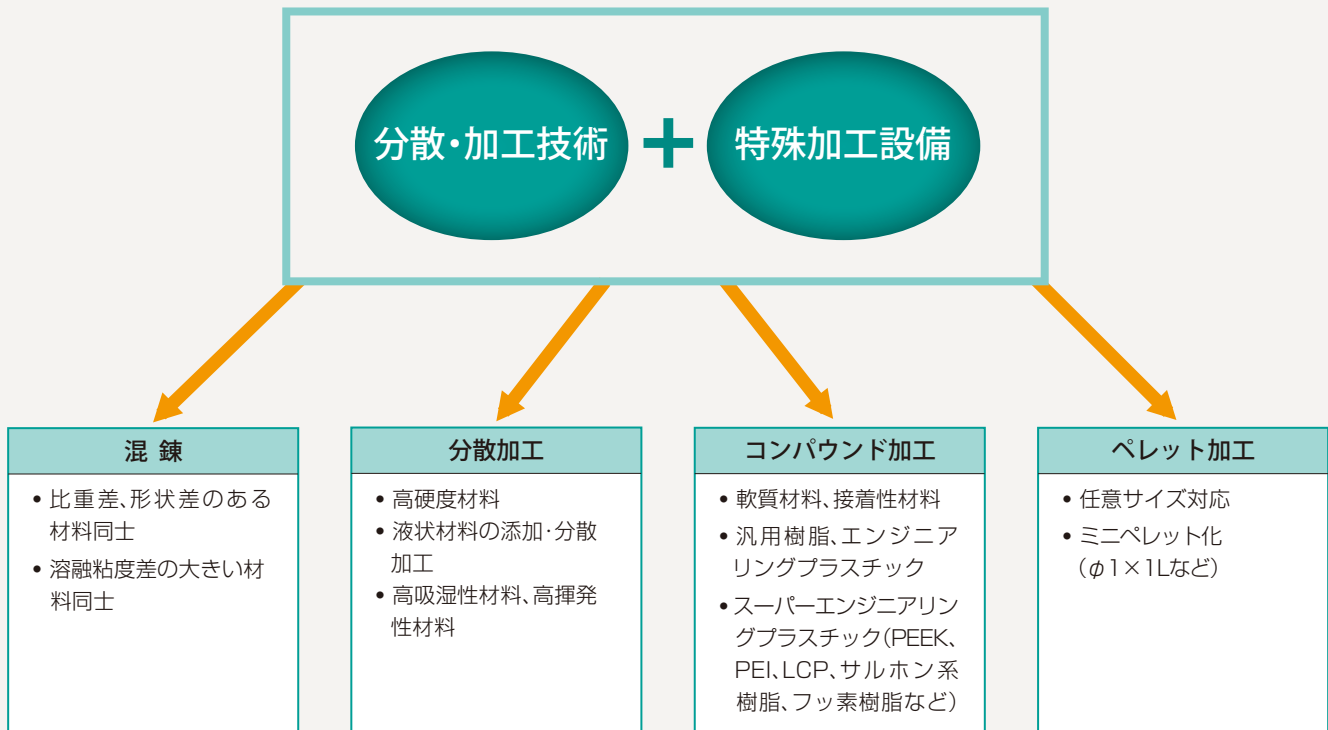 分散・加工技術
+
特殊加工設備
混錬
• 比重差、形状差のある
材料同士
• 溶融粘度差の大きい材
料同士
分散加工
• 高硬度材料
• 液状材料の添加・分散
加工
• 高吸湿性材料、高揮発
性材料
コンパウンド加工
• 軟質材料、接着性材料
• 汎用樹脂、エンジニア
リングプラスチック
• スーパーエンジニアリン
グプラスチック(PEEK、
PEI、LCP、サルホン系
樹脂、フッ素樹脂など)
ペレット加工
• 任意サイズ対応
• ミニペレット化
(φ1×1Lなど)